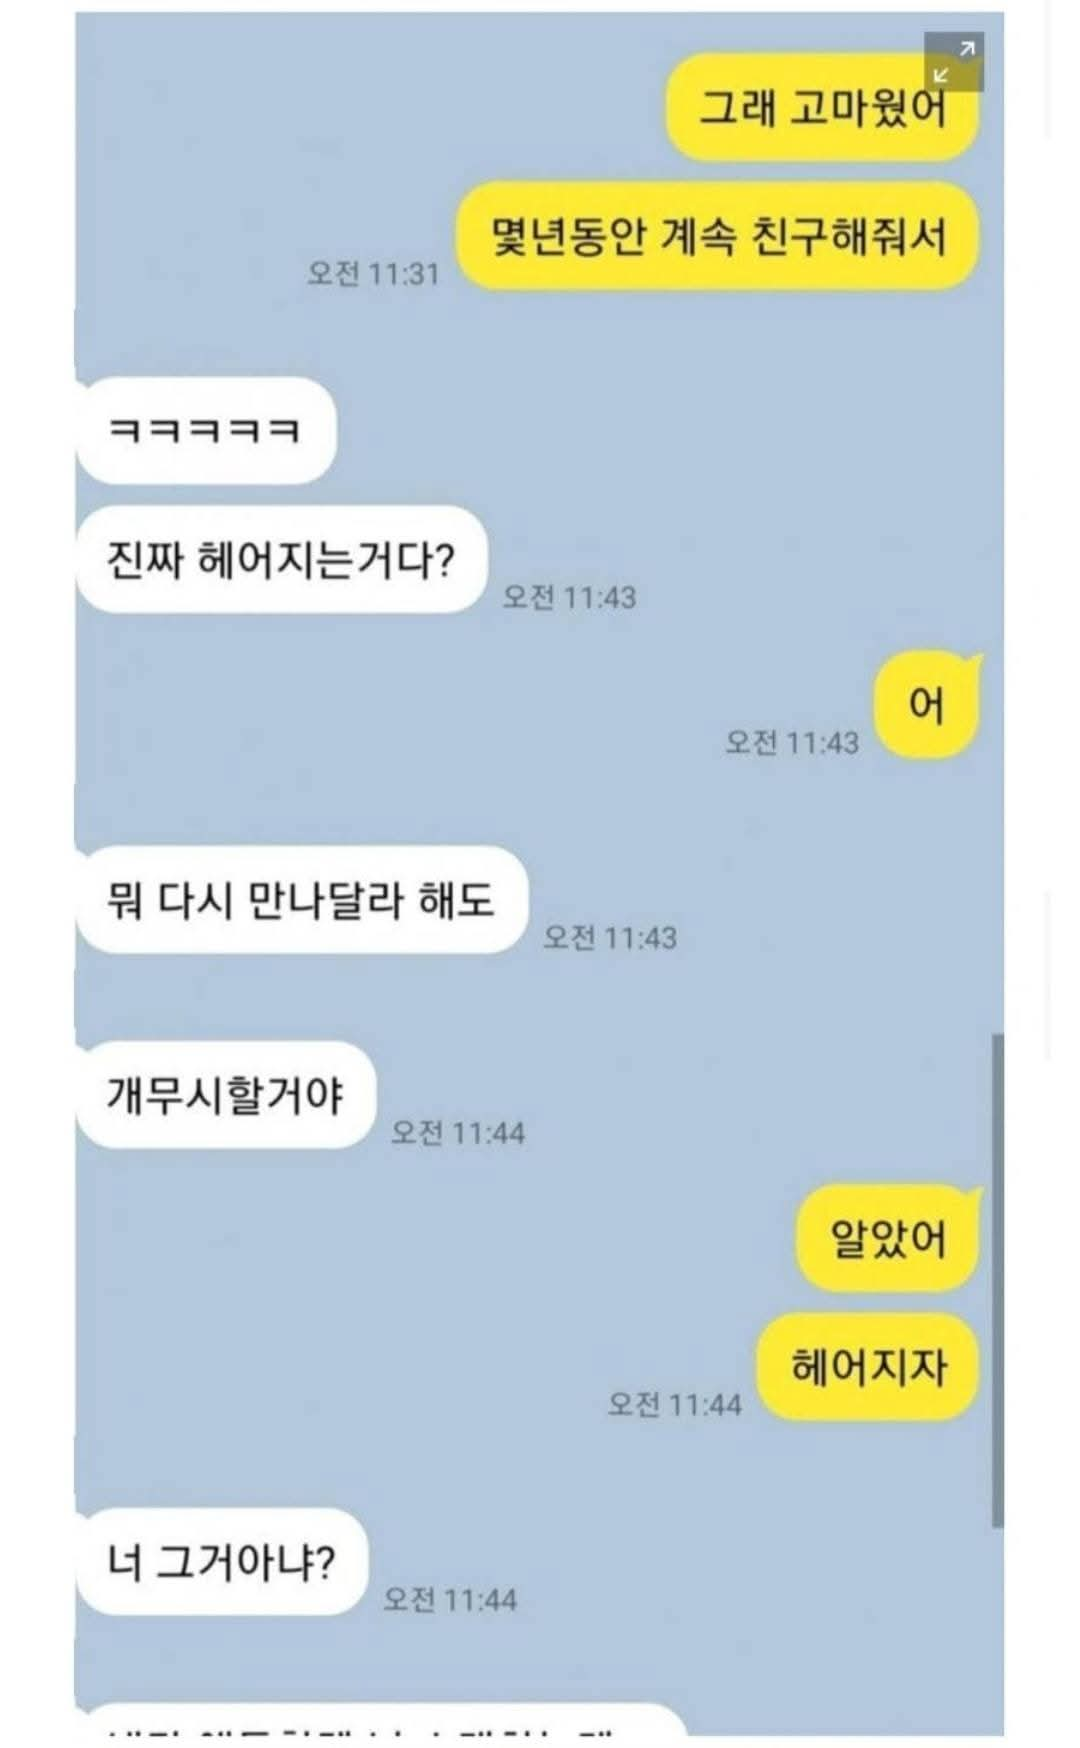 그래 고마웠어
몇년동안 계속 친구해줘서
오전 11:31
ㅋㅋㅋㅋㅋ
진짜 헤어지는거다?
오전 11:43
어
오전 11:43
뭐 다시 만나달라 해도
오전 11:43
개무시할거야
오전 11:44
알았어
헤어지자
오전 11:44
너 그거아냐?
오전 11:44